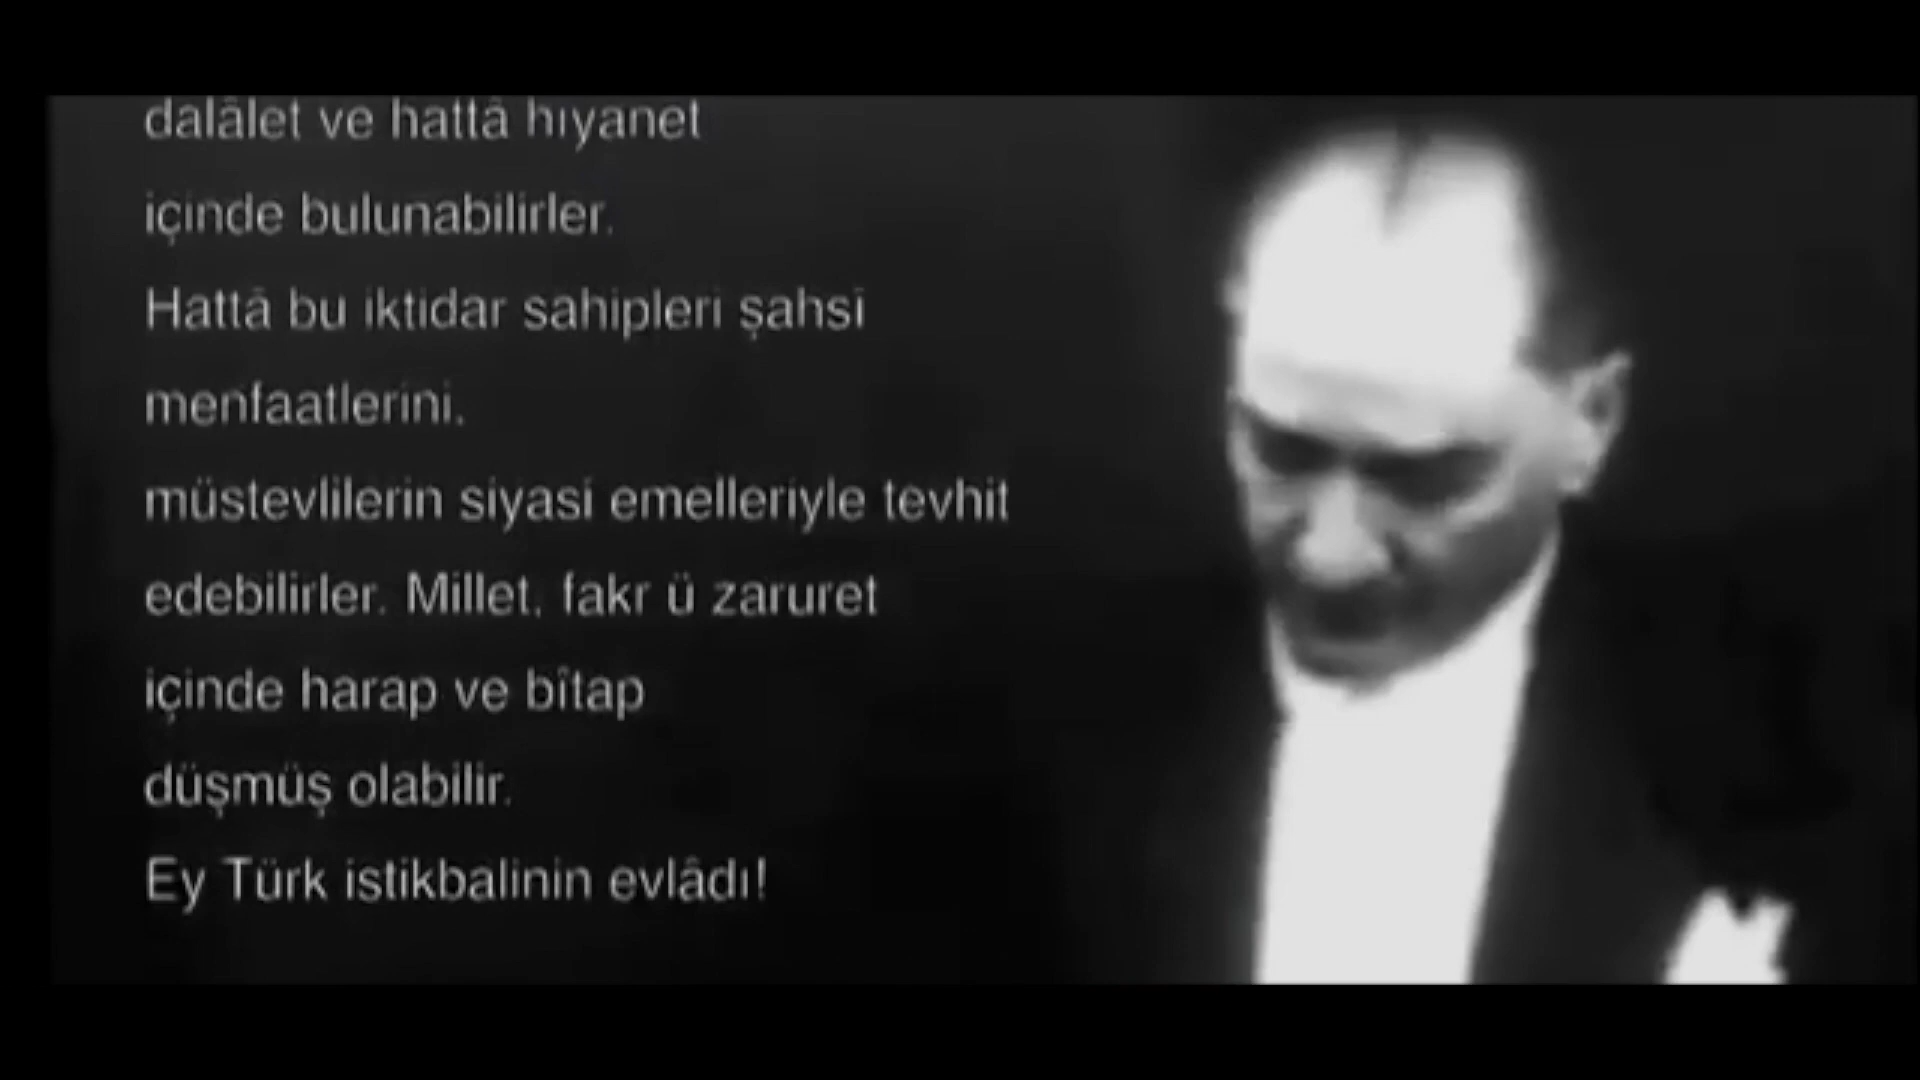 dalâlet ve hattâ hıyanet
içinde bulunabilirler.
Hattâ bu iktidar sahipleri şahsî
menfaatlerini.
müstevlilerin siyasi emelleriyle tevhit
edebilirler. Millet, fakr ü zaruret
içinde harap ve bîtap
düşmüş olabilir.
Ey Türk istikbalinin evlâdı!